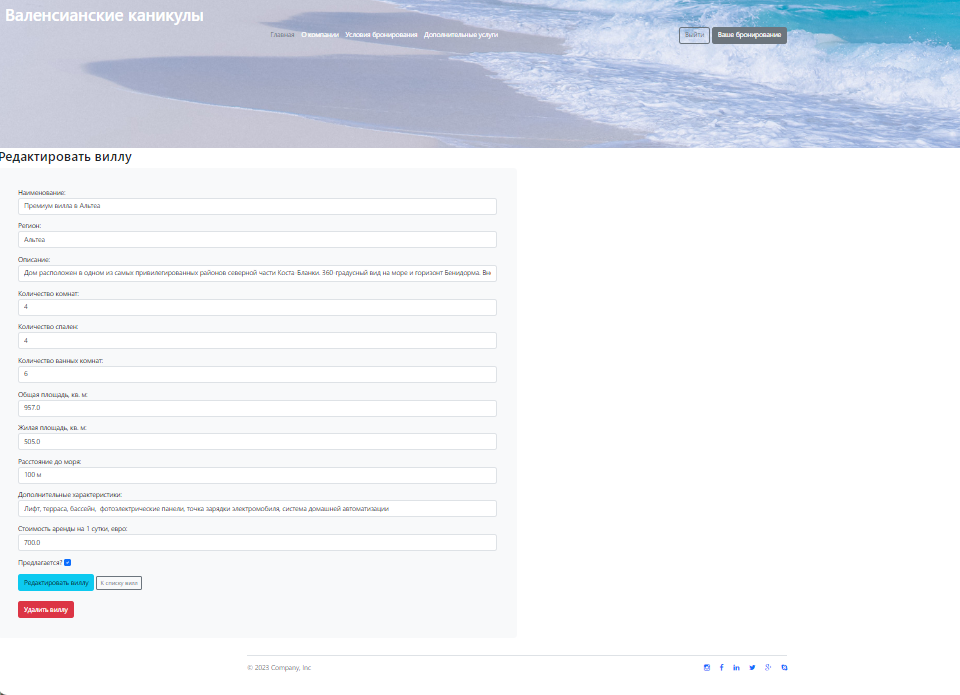 Валенсианские каникулы
Главная О компании Условия бронирования Дополнительные услуги Выйти Ваше бронирование
Редактировать виллу
Наименование:
Премиум вилла в Альтеа
Регион:
Альтеа
Описание:
Дом расположен в одном из самых привилегированных районов северной части Коста-Бланки. 360-градусный вид на море и горизонт Бенидорма. Вн
Количество комнат:
4
Количество спален:
4
Количество ванных комнат:
6
Общая площадь, кв. м:
957.0
Жилая площадь, кв. м:
505.0
Расстояние до моря:
100 м
Дополнительные характеристики:
Лифт, терраса, бассейн, фотоэлектрические панели, точка зарядки электромобиля, система домашней автоматизации
Стоимость аренды на 1 сутки, евро:
700.0
Предлагается?
Редактировать виллу К списку вилл
Удалить виллу
© 2023 Company, Inc